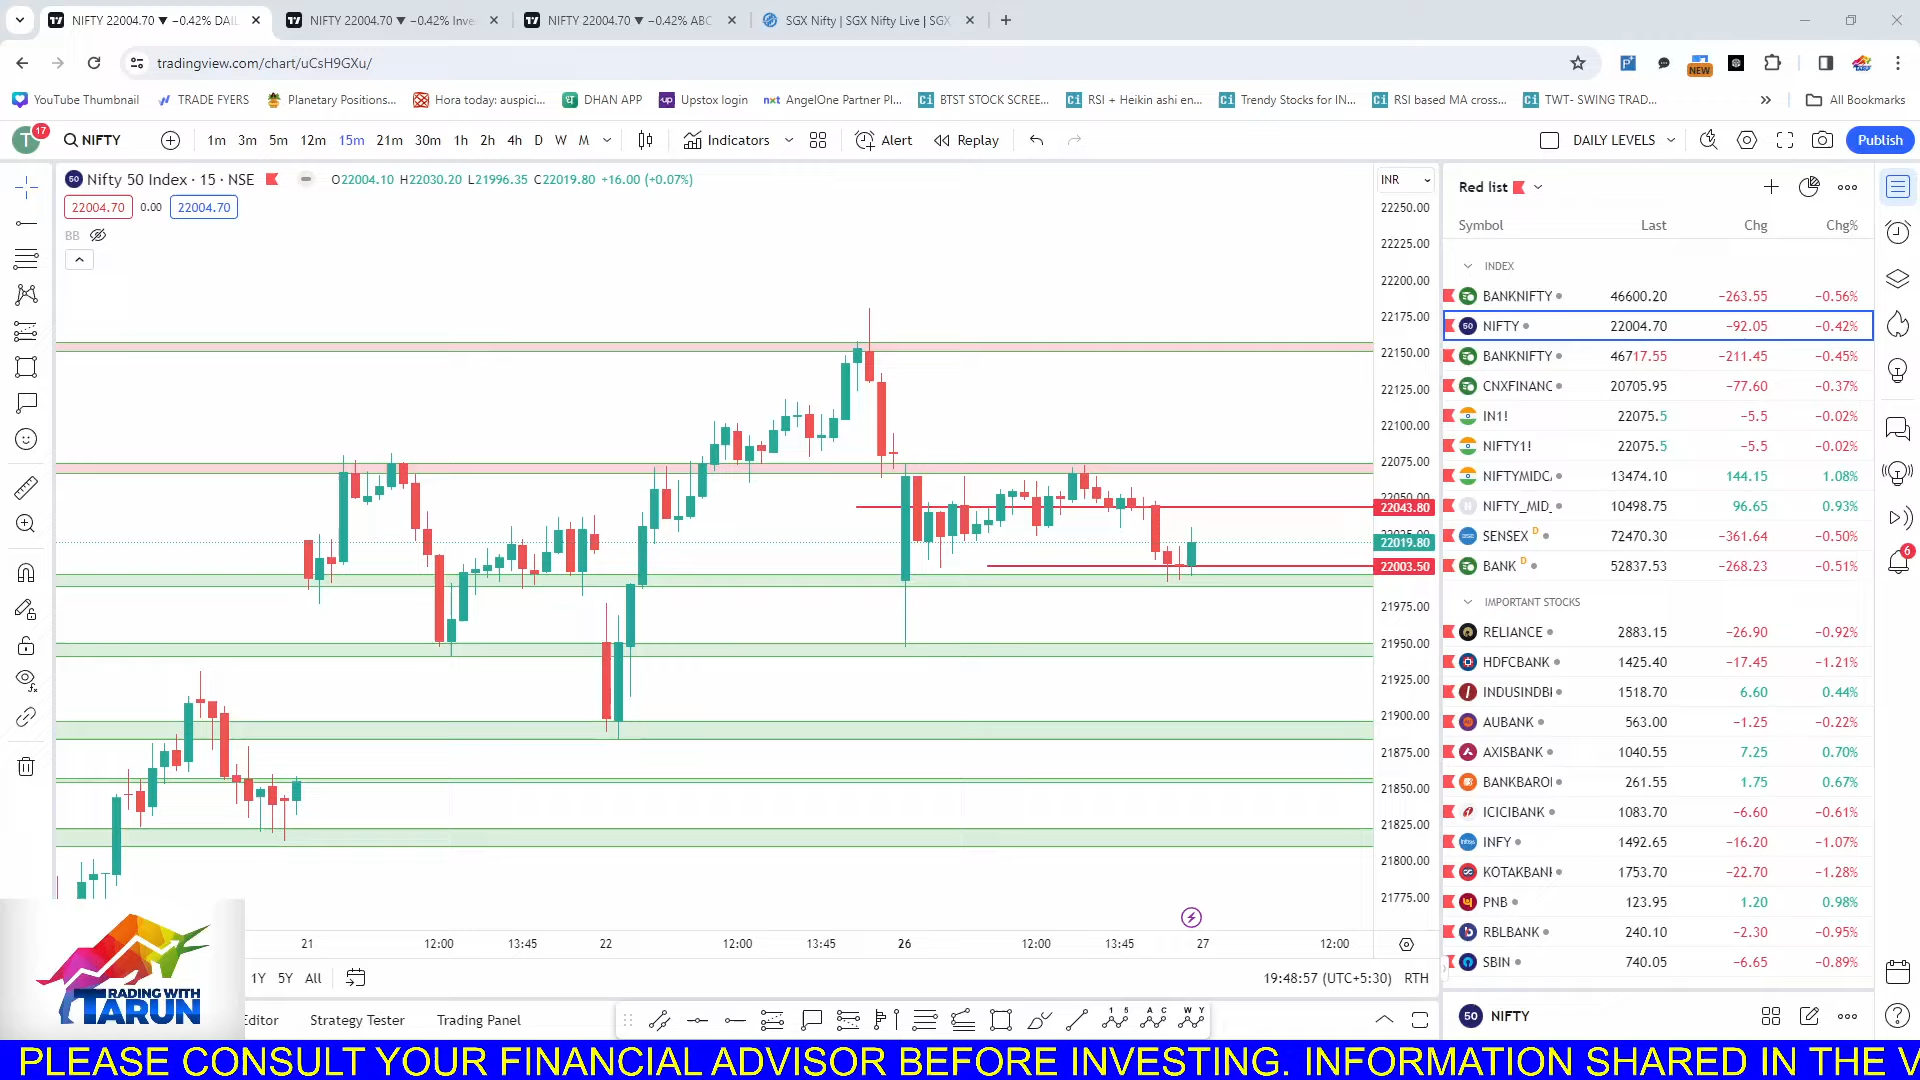 NIFTY 22004.70 ▼ −0.42% DAIL
NIFTY 22004.70 ▼ −0.42% Inve
NIFTY 22004.70 ▼ −0.42% ABC
SGX Nifty | SGX Nifty Live | SGX
tradingview.com/chart/uCsH9GXu/
NEW
YouTube Thumbnail
TRADE FYERS
Planetary Positions...
Hora today: auspici...
DHAN APP
Upstox login
AngelOne Partner Pl...
BTST STOCK SCREE...
RSI + Heikin ashi en...
Trendy Stocks for IN...
RSI based MA cross...
TWT- SWING TRAD...
All Bookmarks
T 17
NIFTY
1m 3m 5m 12m 15m 21m 30m 1h 2h 4h D W M
Indicators
Alert
Replay
DAILY LEVELS
Publish
Nifty 50 Index · 15 · NSE
O22004.10 H22030.20 L21996.35 C22019.80 +16.00 (+0.07%)
22004.70 0.00 22004.70
BB
INR
22250.00
22225.00
22200.00
22175.00
22150.00
22125.00
22100.00
22075.00
22050.00
22043.80
22019.80
22003.50
21975.00
21950.00
21925.00
21900.00
21875.00
21850.00
21825.00
21800.00
21775.00
21 12:00 13:45 22 12:00 13:45 26 12:00 13:45 27 12:00
1Y 5Y All
19:48:57 (UTC+5:30) RTH
Editor
Strategy Tester
Trading Panel
Red list
Symbol Last Chg Chg%
INDEX
BANKNIFTY 46600.20 −263.55 −0.56%
NIFTY 22004.70 −92.05 −0.42%
BANKNIFTY 46717.55 −211.45 −0.45%
CNXFINANC 20705.95 −77.60 −0.37%
IN1! 22075.5 −5.5 −0.02%
NIFTY1! 22075.5 −5.5 −0.02%
NIFTYMIDC 13474.10 144.15 1.08%
NIFTY_MID_ 10498.75 96.65 0.93%
SENSEX D 72470.30 −361.64 −0.50%
BANK D 52837.53 −268.23 −0.51%
IMPORTANT STOCKS
RELIANCE 2883.15 −26.90 −0.92%
HDFCBANK 1425.40 −17.45 −1.21%
INDUSINDBI 1518.70 6.60 0.44%
AUBANK 563.00 −1.25 −0.22%
AXISBANK 1040.55 7.25 0.70%
BANKBAROI 261.55 1.75 0.67%
ICICIBANK 1083.70 −6.60 −0.61%
INFY 1492.65 −16.20 −1.07%
KOTAKBANI 1753.70 −22.70 −1.28%
PNB 123.95 1.20 0.98%
RBLBANK 240.10 −2.30 −0.95%
SBIN 740.05 −6.65 −0.89%
50 NIFTY
6
TRADING WITH
TARUN
PLEASE CONSULT YOUR FINANCIAL ADVISOR BEFORE INVESTING. INFORMATION SHARED IN THE V